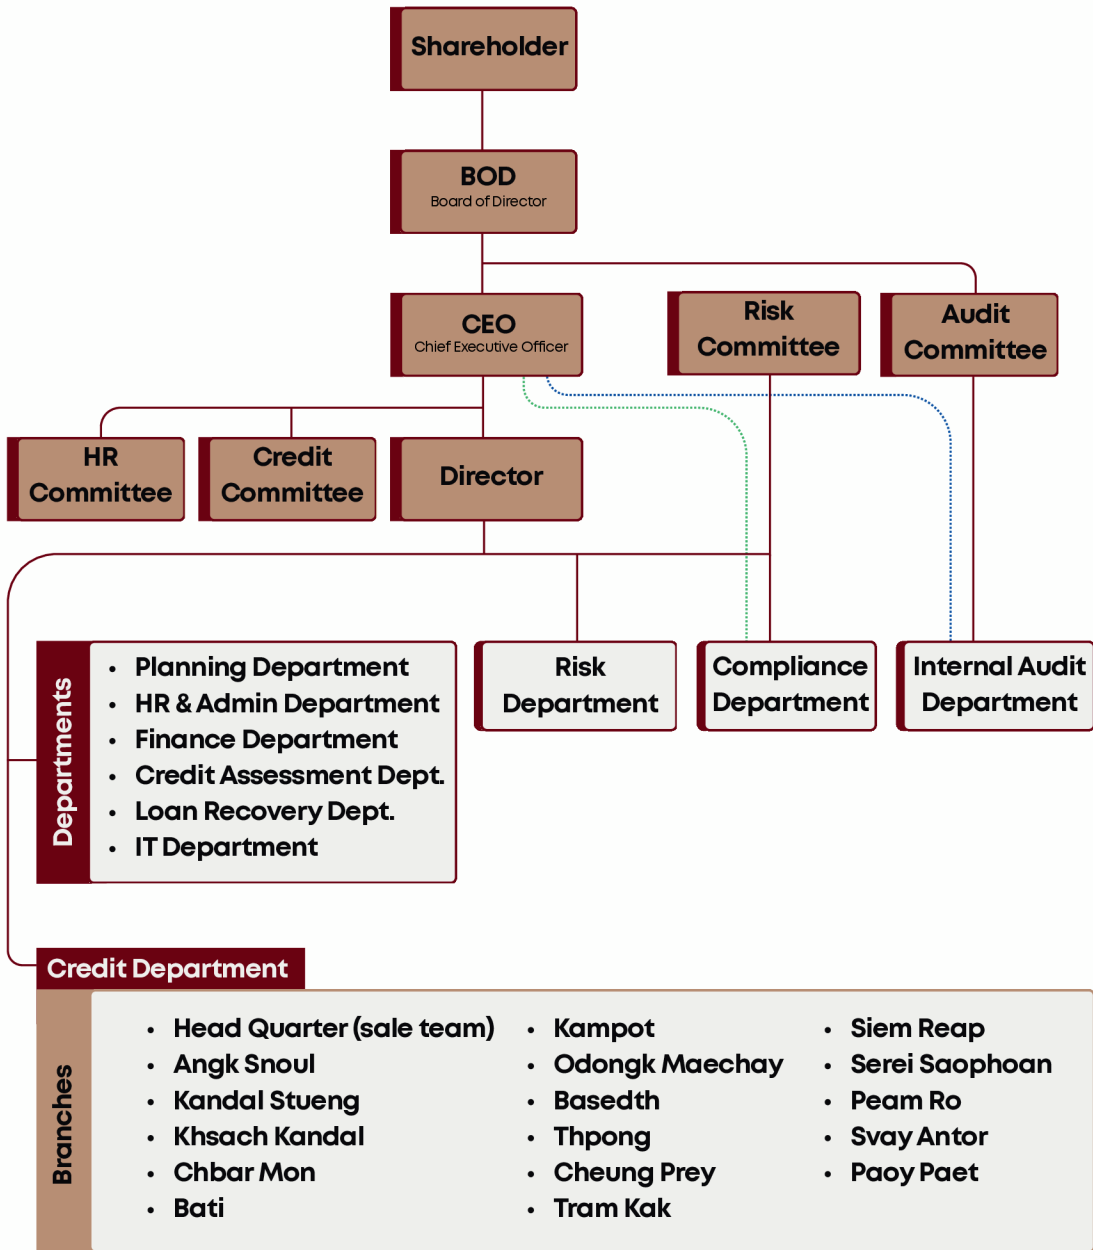 Shareholder
BOD
Board of Director
CEO
Chief Executive Officer
Risk
Committee
Audit
Committee
HR
Committee
Credit
Committee
Director
Departments
• Planning Department
• HR & Admin Department
• Finance Department
• Credit Assessment Dept.
• Loan Recovery Dept.
• IT Department
Risk
Department
Compliance
Department
Internal Audit
Department
Credit Department
Branches
• Head Quarter (sale team)
• Angk Snoul
• Kandal Stueng
• Khsach Kandal
• Chbar Mon
• Bati
• Kampot
• Odongk Maechay
• Basedth
• Thpong
• Cheung Prey
• Tram Kak
• Siem Reap
• Serei Saophoan
• Peam Ro
• Svay Antor
• Paoy Paet